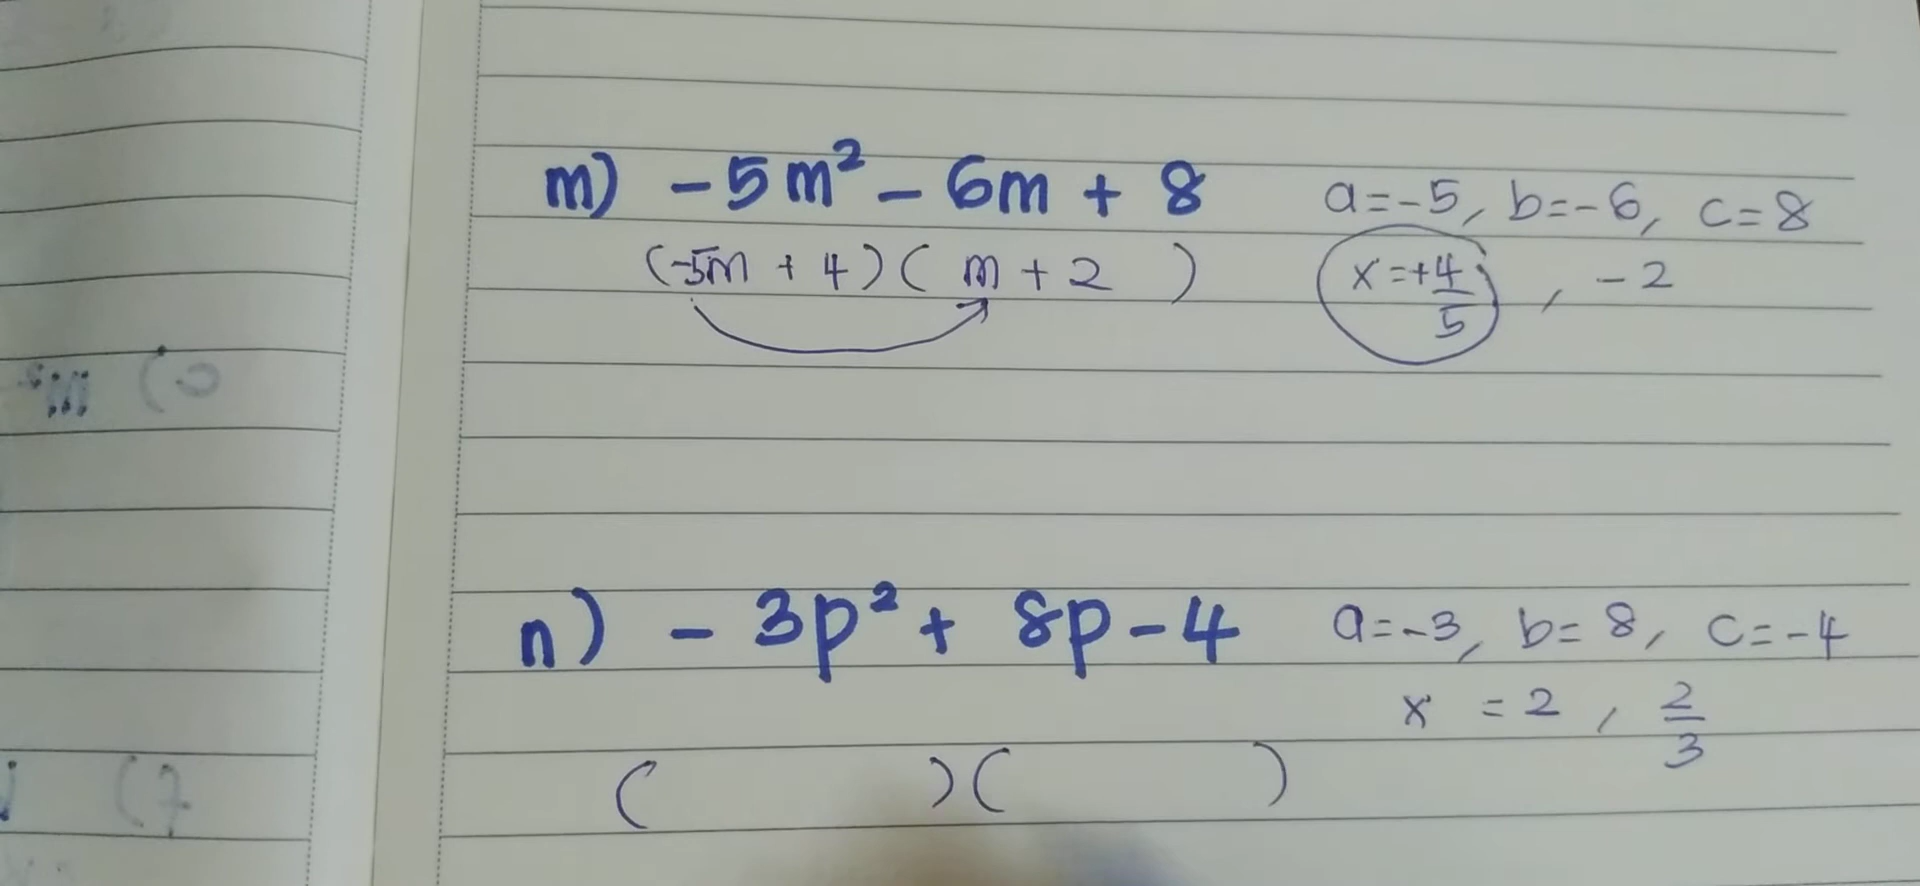 m) -5m² - 6m + 8 a=-5, b=-6, c=8
(-5m + 4)(m + 2) x=+4/5, -2
n) -3p² + 8p - 4 a=-3, b=8, c=-4
x = 2, 2/3
( )( )